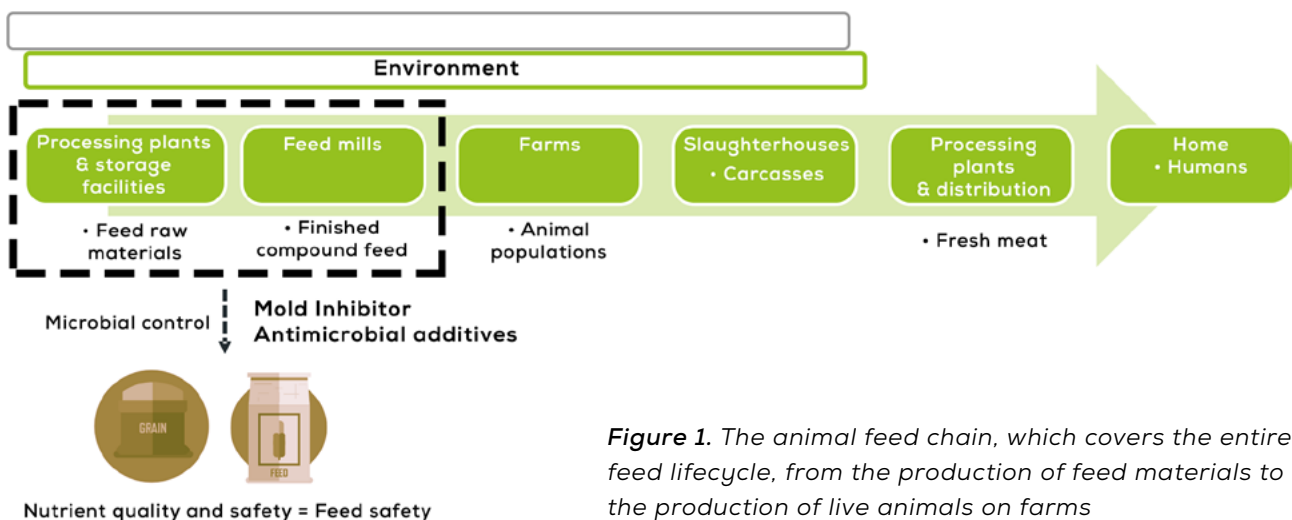 Environment
Processing plants
& storage
facilities
Feed mills
Farms
Slaughterhouses
• Carcasses
Processing
plants
& distribution
Home
• Humans
• Feed raw
materials
• Finished
compound feed
• Animal
populations
• Fresh meat
Microbial control
Mold Inhibitor
Antimicrobial additives
GRAIN
FEED
Nutrient quality and safety = Feed safety
Figure 1. The animal feed chain, which covers the entire
feed lifecycle, from the production of feed materials to
the production of live animals on farms